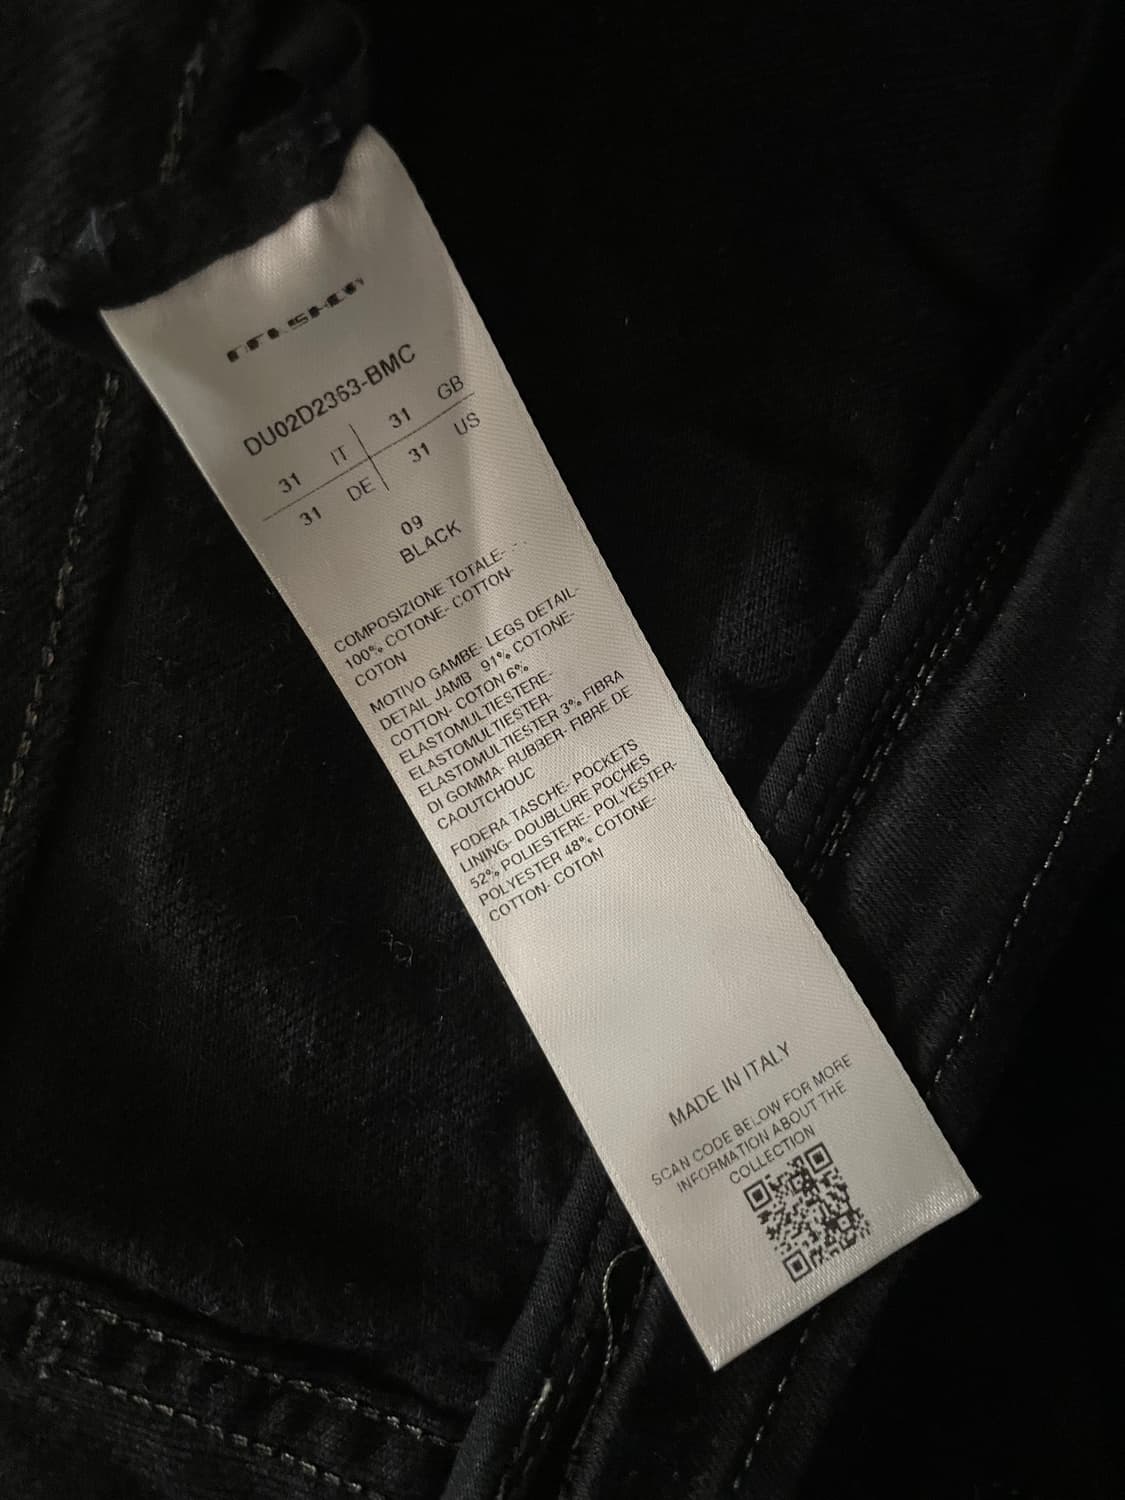 DU02D2363-BMC
31 IT 31 GB
31 DE 31 US
09
BLACK
COMPOSIZIONE TOTALE-
100% COTONE- COTTON-
COTON
MOTIVO GAMBE- LEGS DETAIL-
DETAIL JAMB 91% COTONE-
COTTON- COTON 6%
ELASTOMULTIESTERE-
ELASTOMULTIESTER-
ELASTOMULTIESTER 3% FIBRA
DI GOMMA- RUBBER- FIBRE DE
CAOUTCHOUC
FODERA TASCHE- POCKETS
LINING- DOUBLURE POCHES
52% POLIESTERE- POLYESTER-
POLYESTER 48% COTONE-
COTTON- COTON
MADE IN ITALY
SCAN CODE BELOW FOR MORE
INFORMATION ABOUT THE
COLLECTION